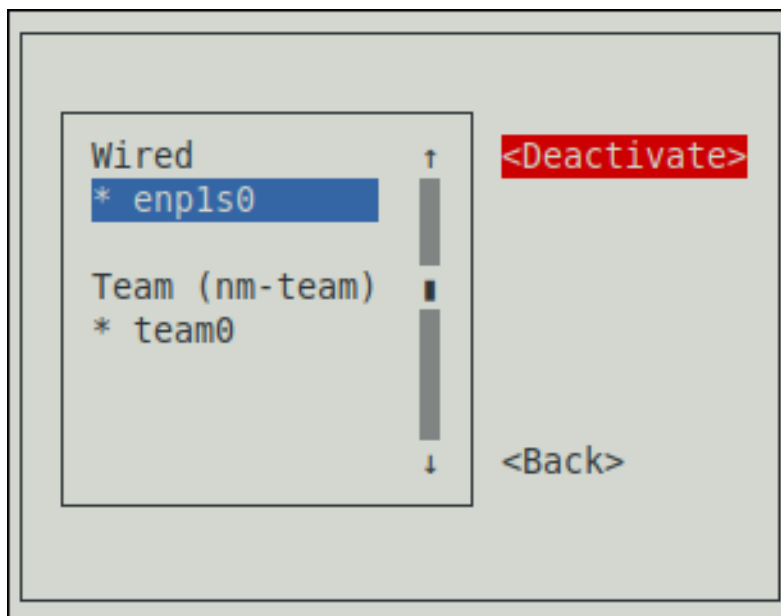 Wired
* enp1s0
Team (nm-team)
* team0
<Deactivate>
<Back>